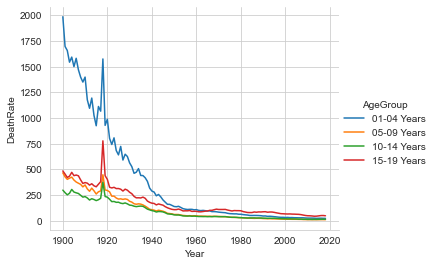 2000
1750
1500
1250
1000
750
500
250
0
DeathRate
1900
1920
1940
1960
1980
2000
2020
Year
AgeGroup
01-04 Years
05-09 Years
10-14 Years
15-19 Years